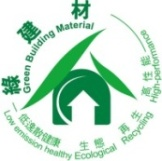 綠建材
Green Building Material
低逸散健康 生態 再生 高性能
Low emission healthy Ecological Recycling High-performance